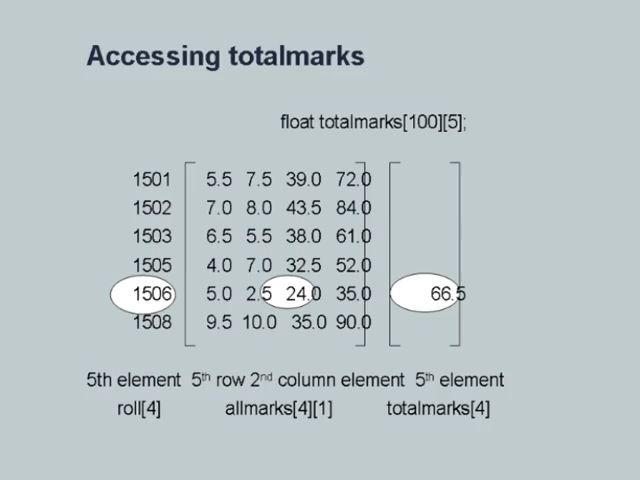 Accessing totalmarks
float totalmarks[100][5];
1501 5.5 7.5 39.0 72.0
1502 7.0 8.0 43.5 84.0
1503 6.5 5.5 38.0 61.0
1505 4.0 7.0 32.5 52.0
1506 5.0 2.5 24.0 35.0 66.5
1508 9.5 10.0 35.0 90.0
5th element 5th row 2nd column element 5th element
roll[4] allmarks[4][1] totalmarks[4]